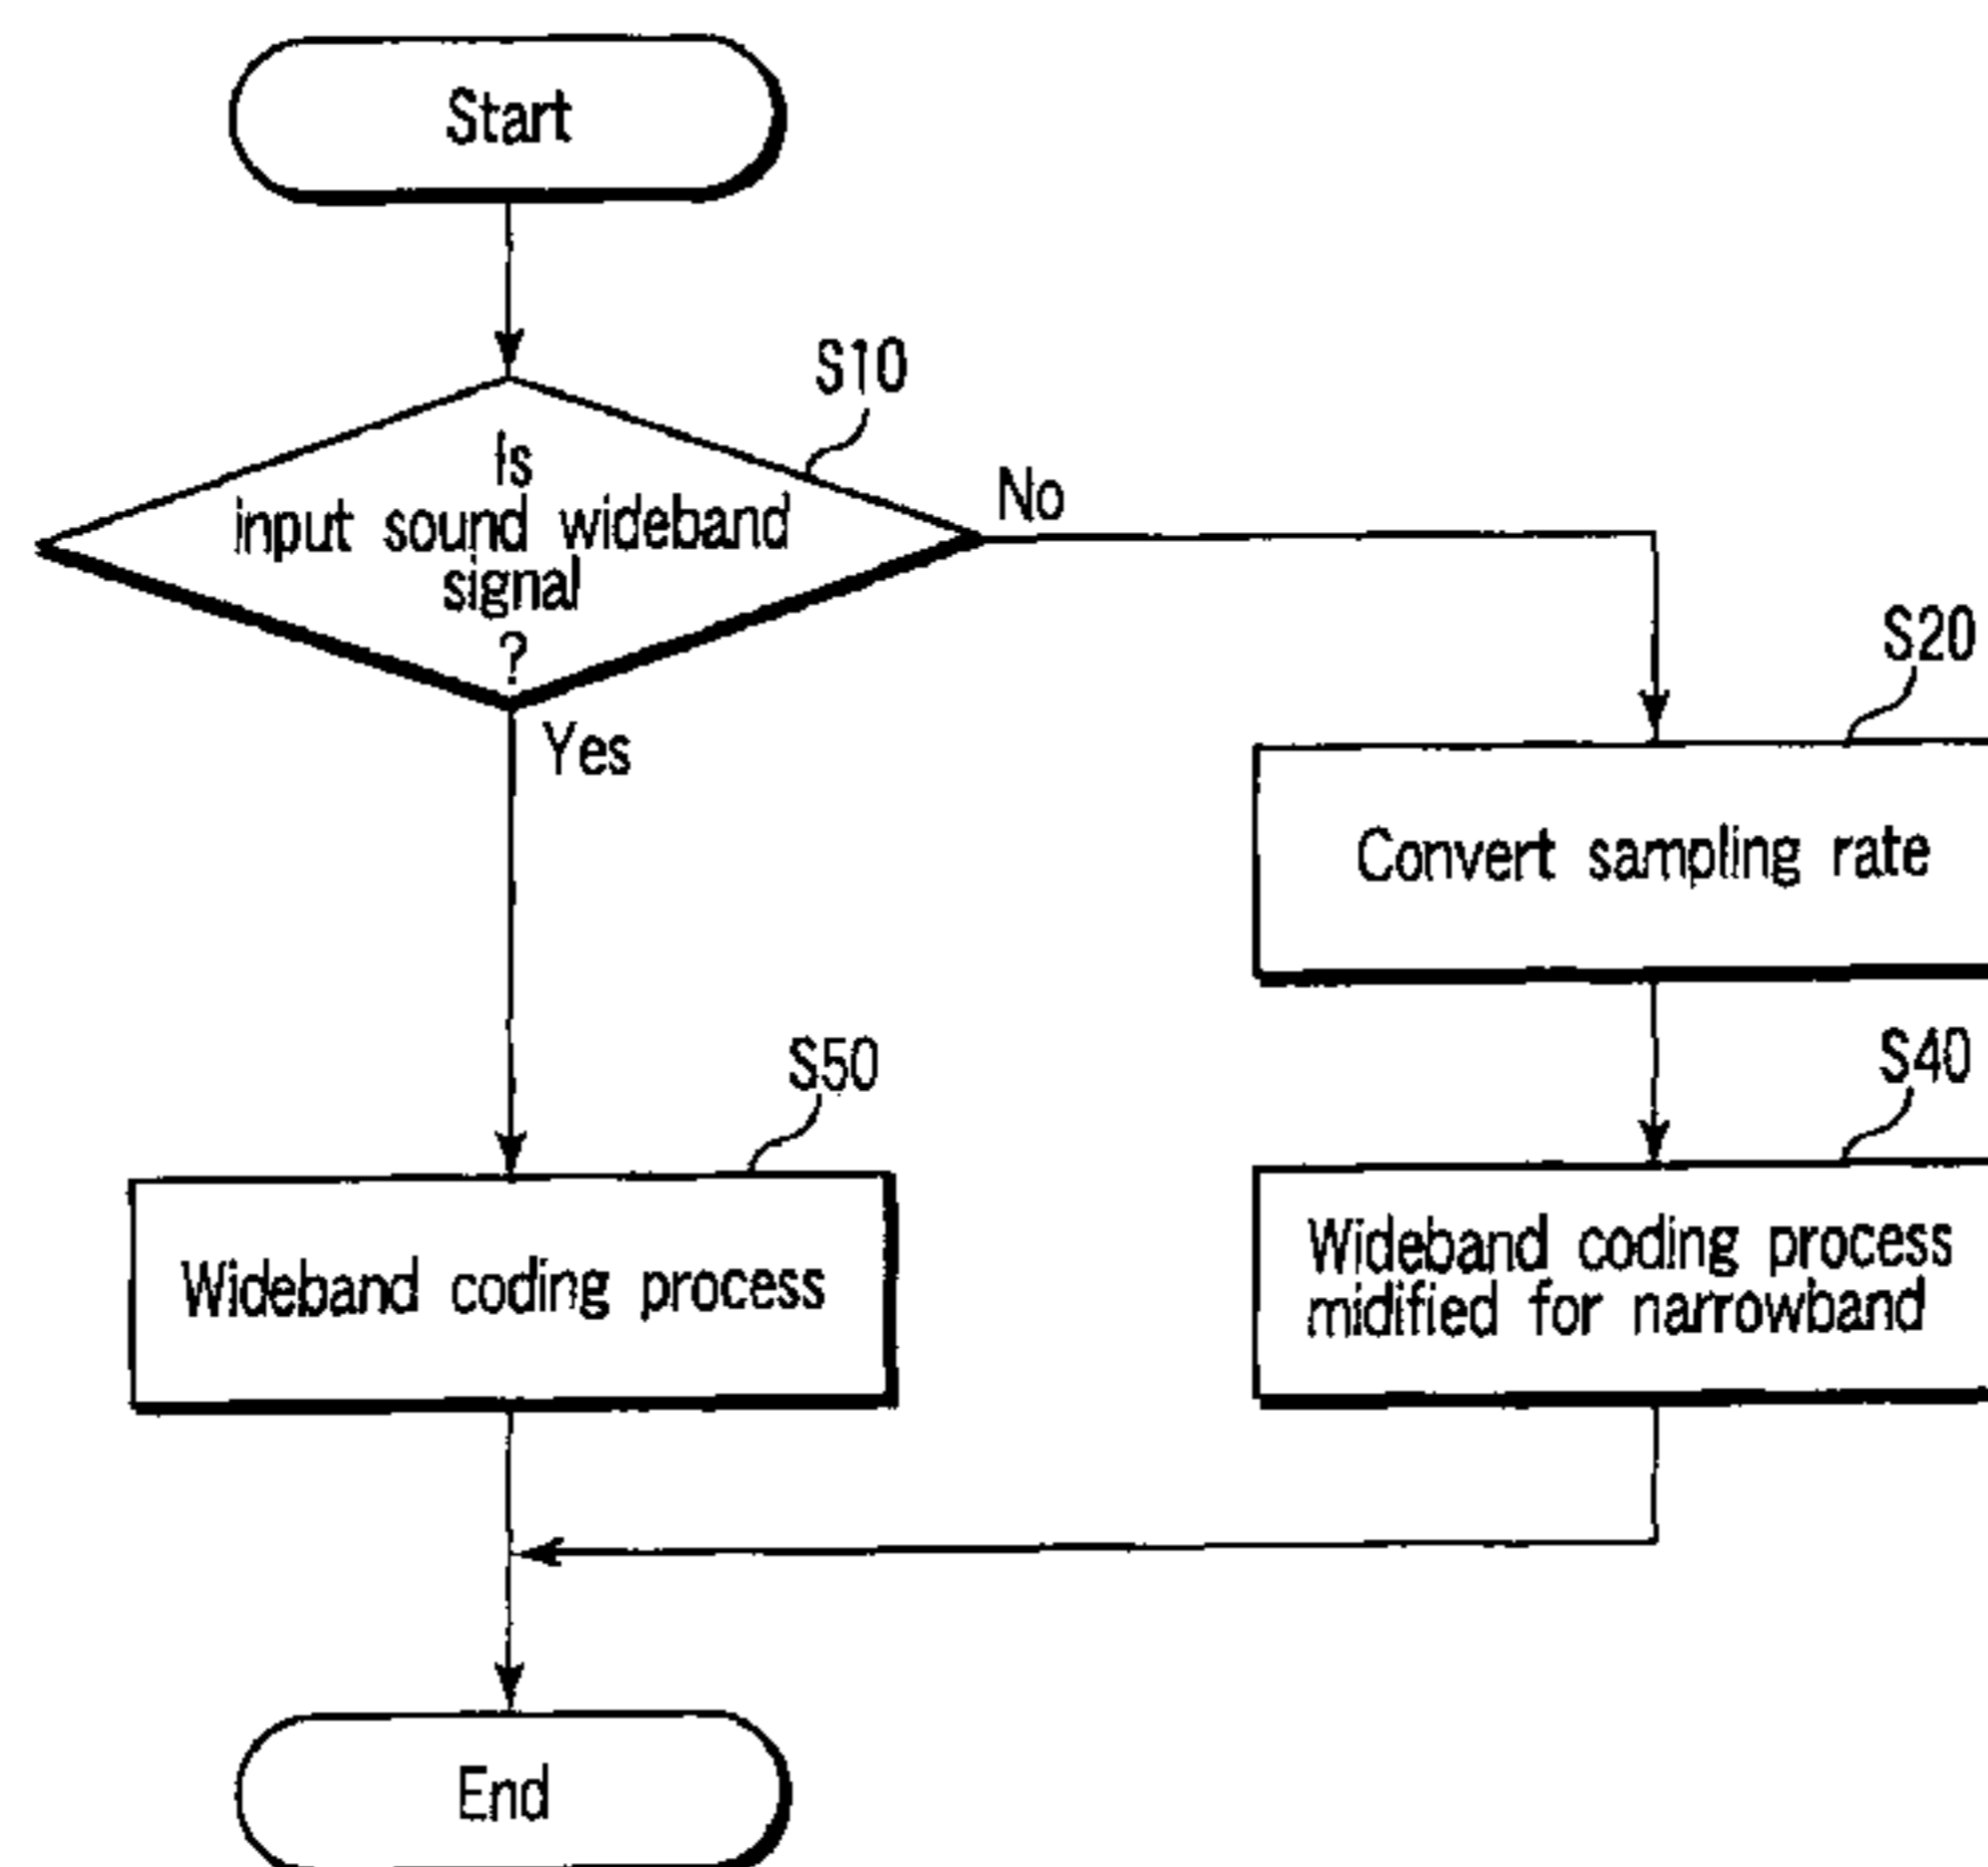 Start
S10
Is
input sound wideband
signal
?
No
Yes
S20
Convert sampling rate
S50
Wideband coding process
S40
Wideband coding process
midified for narrowband
End